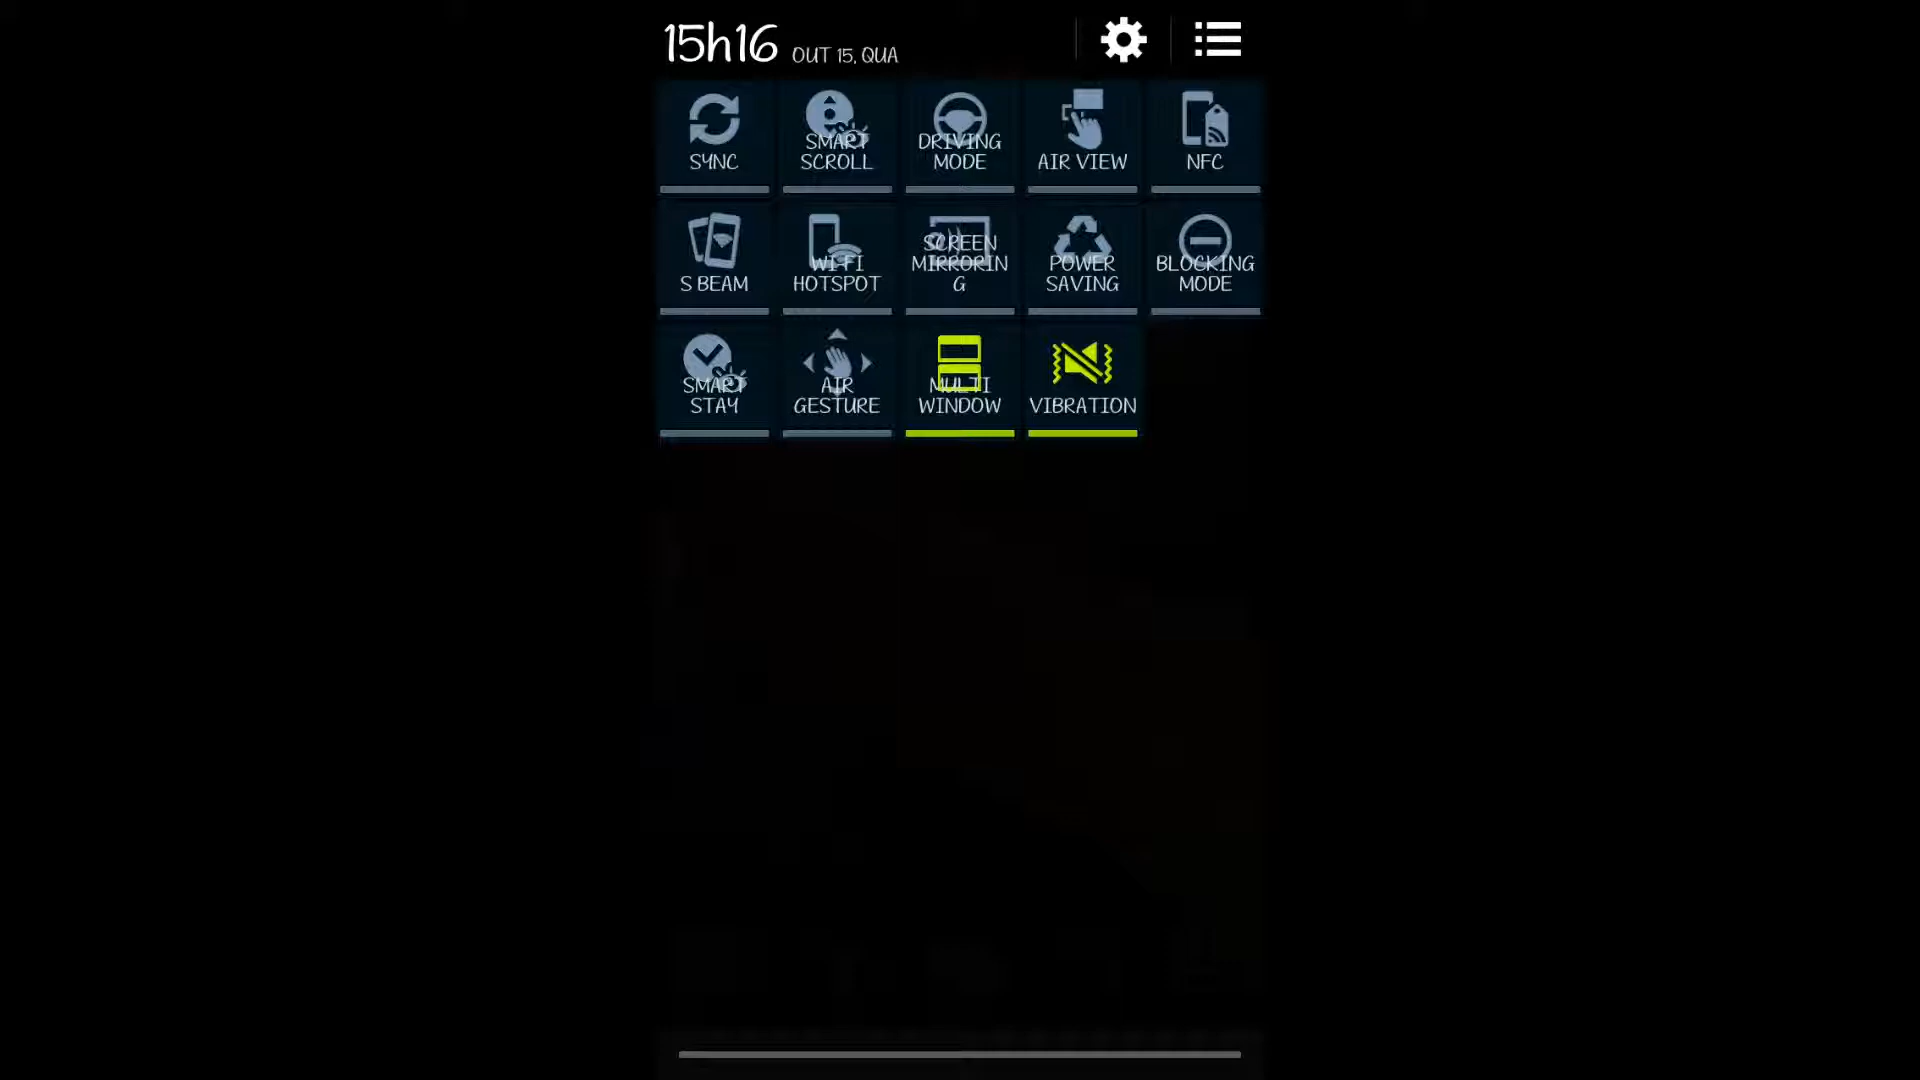 15h16 OUT 15, QUA
SYNC
SMART
SCROLL
DRIVING
MODE
AIR VIEW
NFC
S BEAM
WI-FI
HOTSPOT
SCREEN
MIRRORIN
G
POWER
SAVING
BLOCKING
MODE
SMART
STAY
AIR
GESTURE
MULTI
WINDOW
VIBRATION